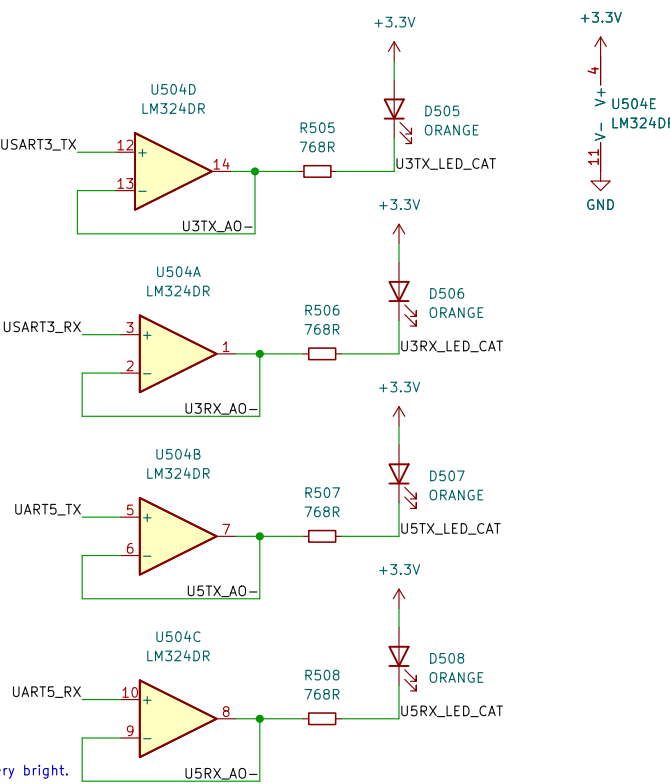 +3.3V
+3.3V
4
V+
V-
U504E
LM324D
11
GND
U504D
LM324DR
USART3_TX
12
+
13
-
14
R505
768R
D505
ORANGE
U3TX_LED_CAT
U3TX_AO-
+3.3V
U504A
LM324DR
USART3_RX
3
+
2
-
1
R506
768R
D506
ORANGE
U3RX_LED_CAT
U3RX_AO-
+3.3V
U504B
LM324DR
UART5_TX
5
+
6
-
7
R507
768R
D507
ORANGE
U5TX_LED_CAT
U5TX_AO-
+3.3V
U504C
LM324DR
UART5_RX
10
+
9
-
8
R508
768R
D508
ORANGE
U5RX_LED_CAT
U5RX_AO-
ry bright.